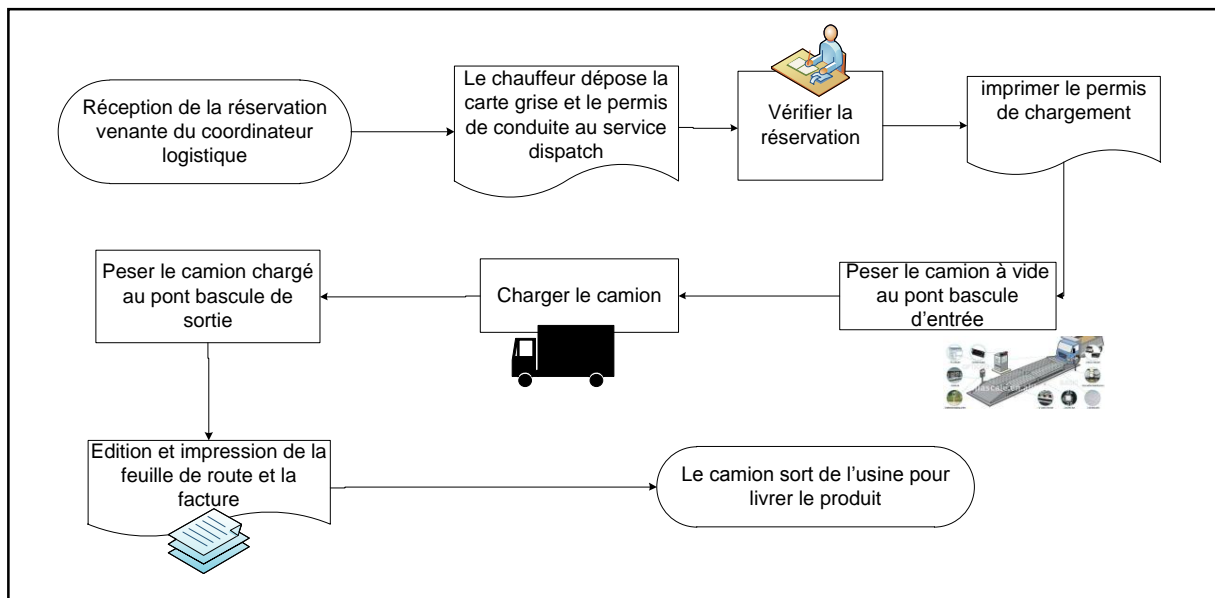 Réception de la réservation
venante du coordinateur
logistique
Le chauffeur dépose la
carte grise et le permis
de conduite au service
dispatch
Vérifier la
réservation
imprimer le permis
de chargement
Peser le camion à vide
au pont bascule
d’entrée
Charger le camion
Peser le camion chargé
au pont bascule de
sortie
Edition et impression de la
feuille de route et la
facture
Le camion sort de l’usine pour
livrer le produit